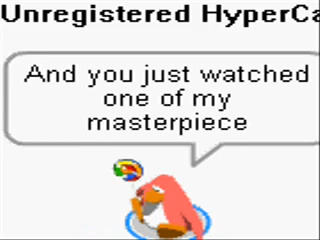 Unregistered HyperCa
And you just watched
one of my
masterpiece